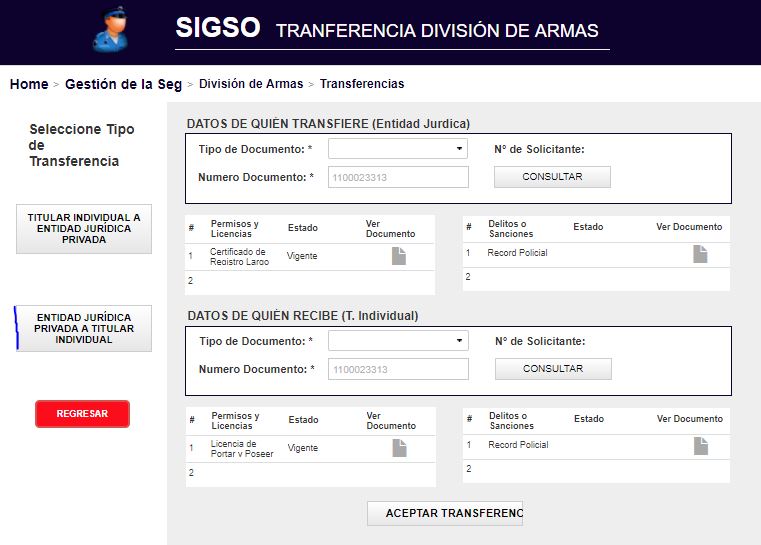 SIGSO TRANFERENCIA DIVISIÓN DE ARMAS
Home > Gestión de la Seg > División de Armas > Transferencias
Seleccione Tipo
de
Transferencia
TITULAR INDIVIDUAL A
ENTIDAD JURÍDICA
PRIVADA
ENTIDAD JURÍDICA
PRIVADA A TITULAR
INDIVIDUAL
REGRESAR
DATOS DE QUIÉN TRANSFIERE (Entidad Jurdica)
Tipo de Documento: * Nº de Solicitante:
Numero Documento: * 1100023313 CONSULTAR
# Permisos y Licencias Estado Ver Documento
1 Certificado de Registro Largo Vigente
2
# Delitos o Sanciones Estado Ver Documento
1 Record Policial
2
DATOS DE QUIÉN RECIBE (T. Individual)
Tipo de Documento: * Nº de Solicitante:
Numero Documento: * 1100023313 CONSULTAR
# Permisos y Licencias Estado Ver Documento
1 Licencia de Portar y Poseer Vigente
2
# Delitos o Sanciones Estado Ver Documento
1 Record Policial
2
ACEPTAR TRANSFERENC